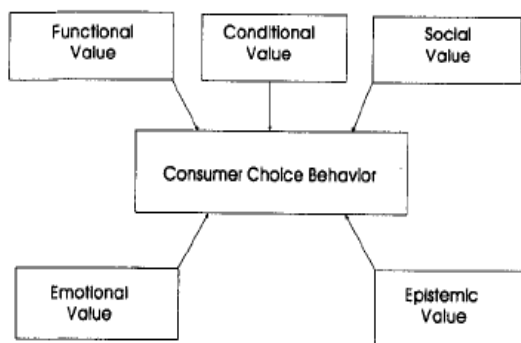 Functional
Value
Conditional
Value
Social
Value
Consumer Choice Behavior
Emotional
Value
Epistemic
Value